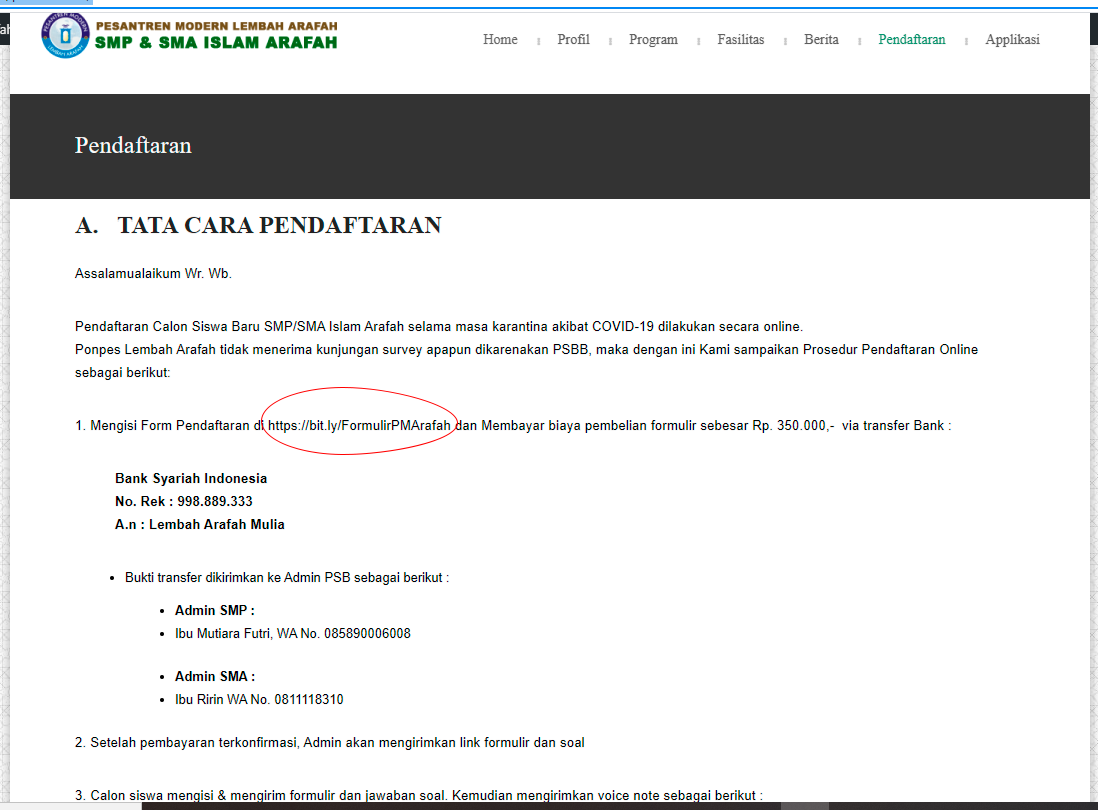 PESANTREN MODERN LEMBAH ARAFAH
SMP & SMA ISLAM ARAFAH
Home
Profil
Program
Fasilitas
Berita
Pendaftaran
Applikasi
Pendaftaran
A. TATA CARA PENDAFTARAN
Assalamualaikum Wr. Wb.
Pendaftaran Calon Siswa Baru SMP/SMA Islam Arafah selama masa karantina akibat COVID-19 dilakukan secara online.
Ponpes Lembah Arafah tidak menerima kunjungan survey apapun dikarenakan PSBB, maka dengan ini Kami sampaikan Prosedur Pendaftaran Online
sebagai berikut:
1. Mengisi Form Pendaftaran di https://bit.ly/FormulirPMArafah dan Membayar biaya pembelian formulir sebesar Rp. 350.000,- via transfer Bank :
Bank Syariah Indonesia
No. Rek : 998.889.333
A.n : Lembah Arafah Mulia
• Bukti transfer dikirimkan ke Admin PSB sebagai berikut :
• Admin SMP :
• Ibu Mutiara Futri, WA No. 085890006008
• Admin SMA :
• Ibu Ririn WA No. 0811118310
2. Setelah pembayaran terkonfirmasi, Admin akan mengirimkan link formulir dan soal
3. Calon siswa mengisi & mengirim formulir dan jawaban soal. Kemudian mengirimkan voice note sebagai berikut :